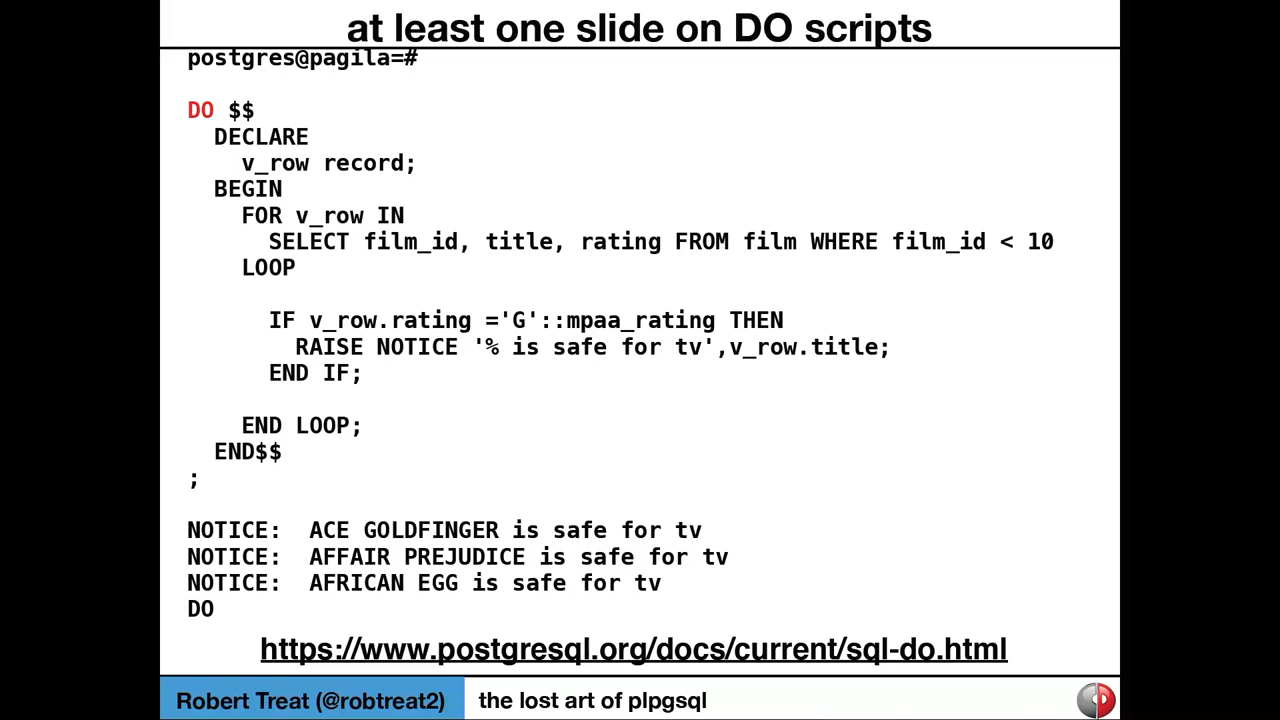 at least one slide on DO scripts
postgres@pagila=#
DO $$
DECLARE
v_row record;
BEGIN
FOR v_row IN
SELECT film_id, title, rating FROM film WHERE film_id < 10
LOOP
IF v_row.rating ='G'::mpaa_rating THEN
RAISE NOTICE '% is safe for tv',v_row.title;
END IF;
END LOOP;
END$$
;
NOTICE:  ACE GOLDFINGER is safe for tv
NOTICE:  AFFAIR PREJUDICE is safe for tv
NOTICE:  AFRICAN EGG is safe for tv
DO
https://www.postgresql.org/docs/current/sql-do.html
Robert Treat (@robtreat2) the lost art of plpgsql